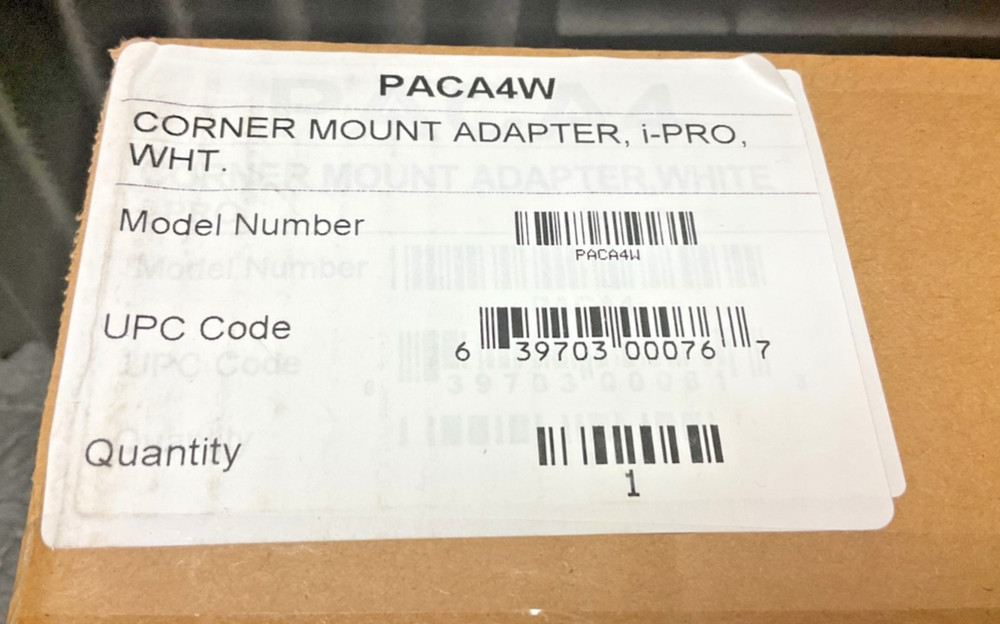 PACA4W
CORNER MOUNT ADAPTER, i-PRO,
WHT.
Model Number
PACA4W
UPC Code
6 39703 00076 7
Quantity
1